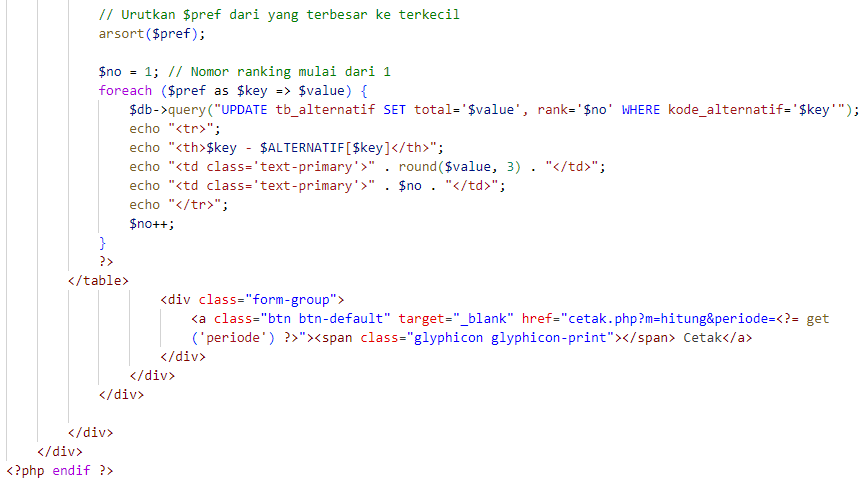 // Urutkan $pref dari yang terbesar ke terkecil
arsort($pref);
$no = 1; // Nomor ranking mulai dari 1
foreach ($pref as $key => $value) {
$db->query("UPDATE tb_alternatif SET total='$value', rank='$no' WHERE kode_alternatif='$key'");
echo "<tr>";
echo "<th>$key - $ALTERNATIF[$key]</th>";
echo "<td class='text-primary'>" . round($value, 3) . "</td>";
echo "<td class='text-primary'>" . $no . "</td>";
echo "</tr>";
$no++;
}
?>
</table>
<div class="form-group">
<a class="btn btn-default" target="_blank" href="cetak.php?m=hitung&periode=<?= get
('periode') ?>"><span class="glyphicon glyphicon-print"></span> Cetak</a>
</div>
</div>
</div>
</div>
</div>
<?php endif ?>